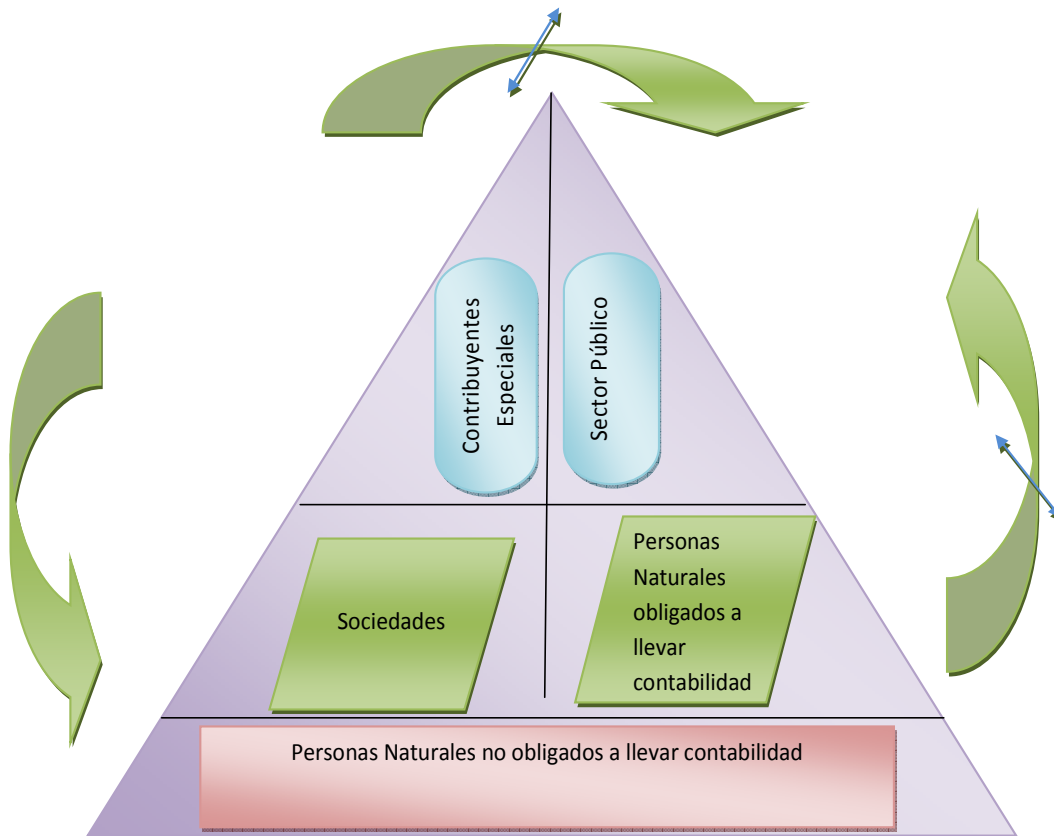 Contribuyentes
Especiales
Sector Público
Sociedades
Personas
Naturales
obligados a
llevar
contabilidad
Personas Naturales no obligados a llevar contabilidad